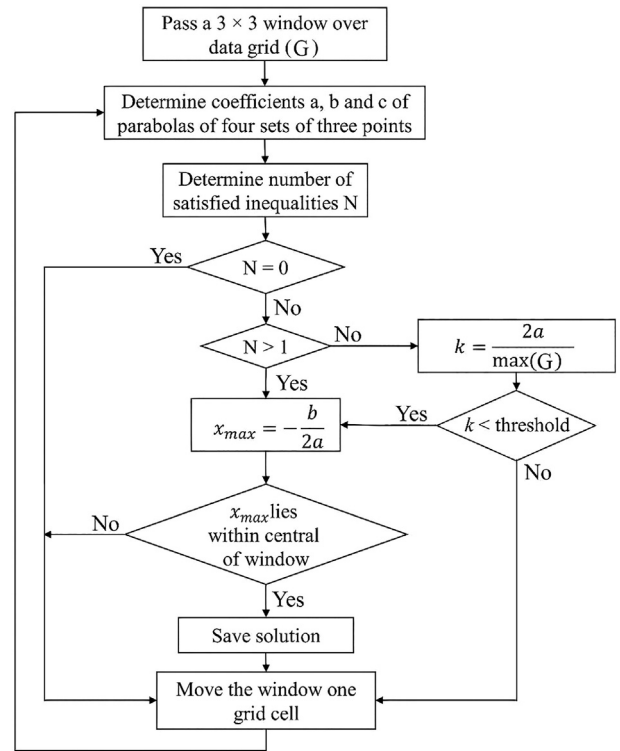 Pass a 3 × 3 window over
data grid (G)
Determine coefficients a, b and c of
parabolas of four sets of three points
Determine number of
satisfied inequalities N
Yes
N = 0
No
N > 1
No
k = 2a / max(G)
Yes
x_max = − b / 2a
Yes
k < threshold
No
No
x_max lies
within central
of window
Yes
Save solution
Move the window one
grid cell